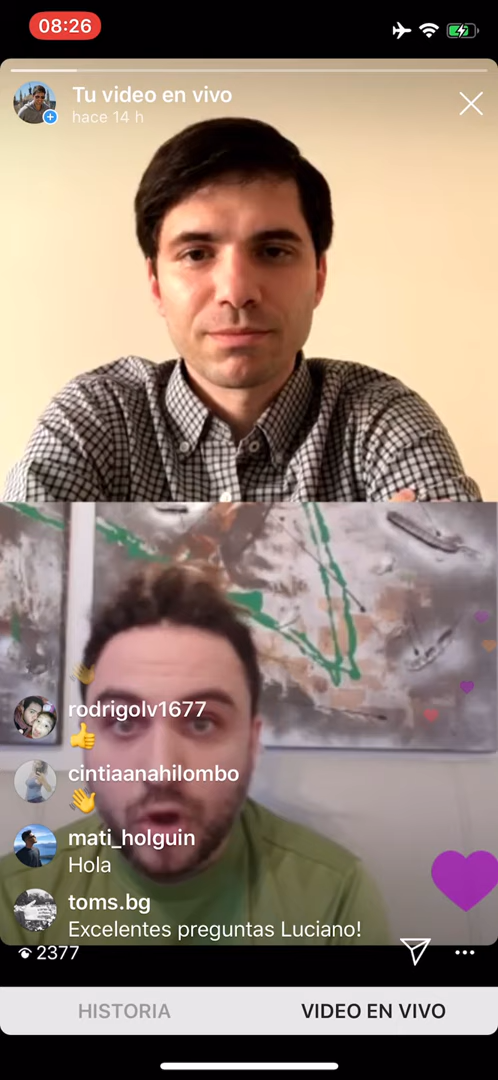 08:26
Tu video en vivo
hace 14 h
rodrigolv1677
cintiaanahilombo
mati_holguin
Hola
toms.bg
Excelentes preguntas Luciano!
2377
HISTORIA
VIDEO EN VIVO